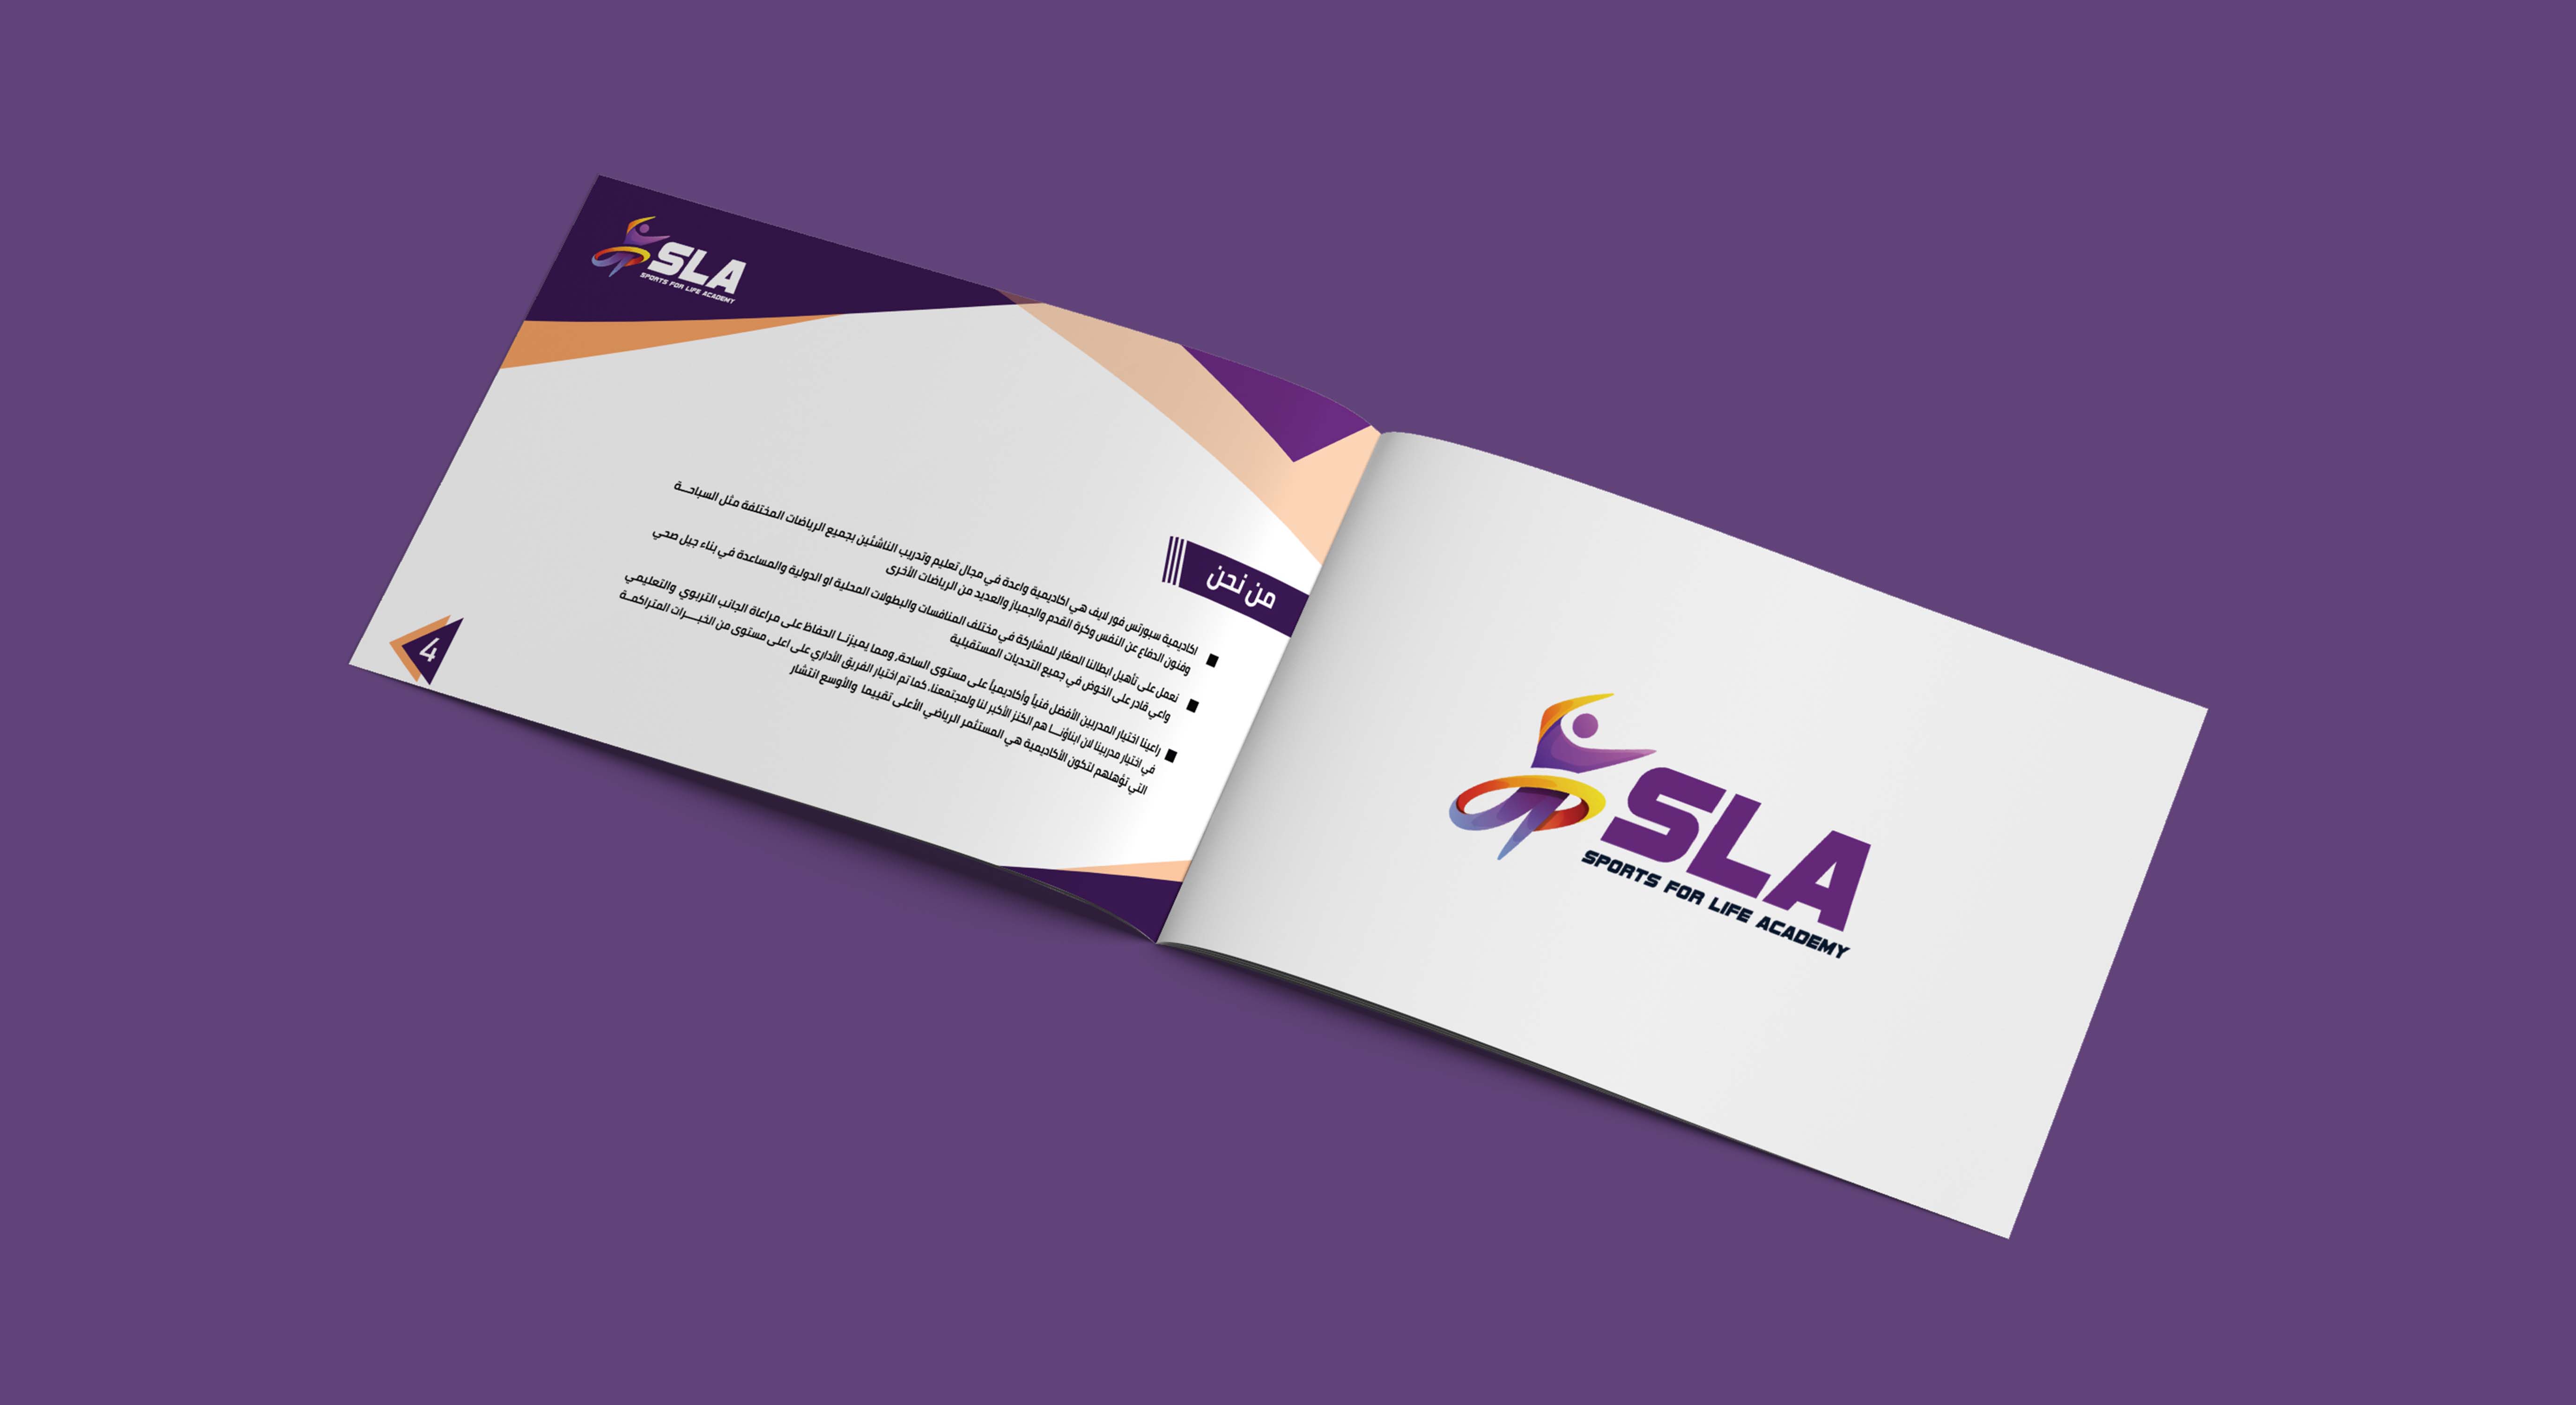 SLA
SPORTS FOR LIFE ACADEMY
من نحن
اكاديمية سبورتس فور لايف هي اكاديمية واعدة في مجال تعليم وتدريب الناشئين بجميع الرياضات المختلفة مثل السباحـــة
وفنون الدفاع عن النفس وكرة القدم والجمباز والعديد من الرياضات الأخرى
نعمل على تأهيل ابطالنا الصغار للمشاركة في مختلف المنافسات والبطولات المحلية او الدولية والمساعدة في بناء جيل صحي
واعي قادر على الخوض في جميع التحديات المستقبلية
راعينا اختيار المدربين الأفضل فنياً وأكاديمياً على مستوى الساحة, ومما يميزنــا الحفاظ على مراعاة الجانب التربوي والتعليمي
في اختيار مدربينا لان ابناؤنــا هم الكنز الأكبر لنا ولمجتمعنا, كما تم اختيار الفريق الأداري على اعلى مستوى من الخبــــرات المتراكمــة
التي تؤهلهم لتكون الأكاديمية هي المستثمر الرياضي الأعلى تقييما والأوسع انتشار
4
SLA
SPORTS FOR LIFE ACADEMY